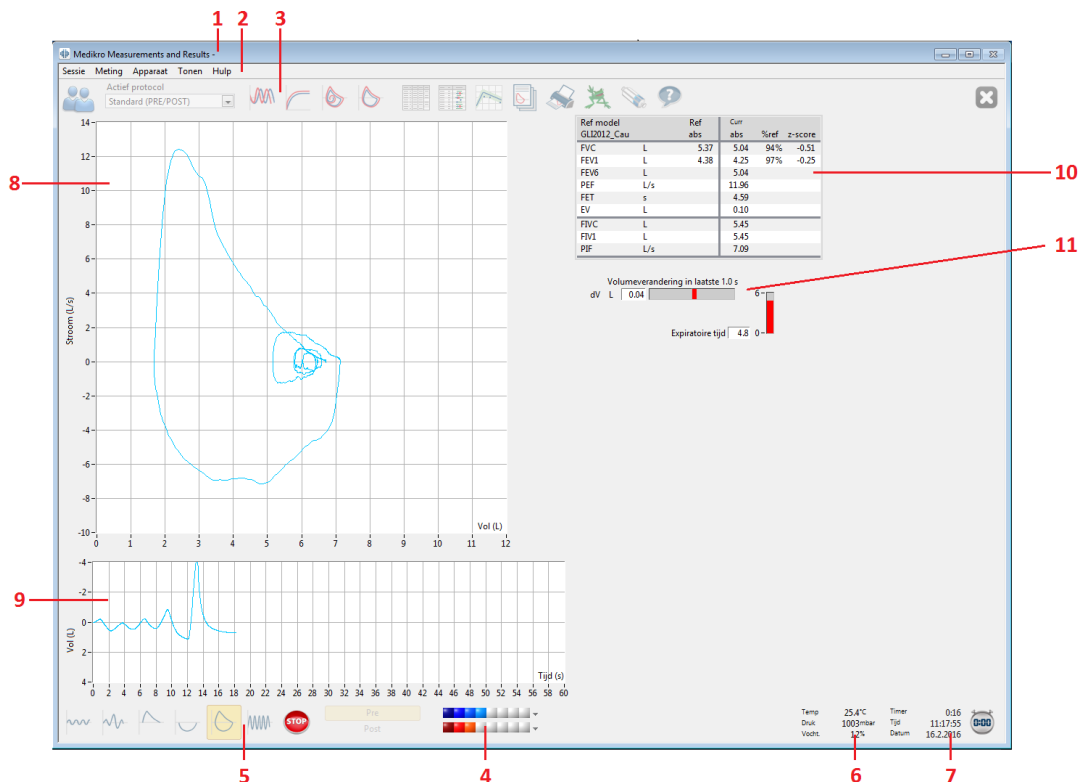 1 2 3
Medikro Measurements and Results -
Sessie Meting Apparaat Tonen Hulp
Actief protocol
Standard (PRE/POST)
Ref model Ref Curr
GLI2012_Cau abs abs %ref z-score
FVC L 5.37 5.04 94% -0.51
FEV1 L 4.38 4.25 97% -0.25
FEV6 L 5.04
PEF L/s 11.96
FET s 4.59
EV L 0.10
FIVC L 5.45
FIV1 L 5.45
PIF L/s 7.09
10
11
Volumeverandering in laatste 1.0 s
dV L 0.04 6
Expiratoire tijd 4.8 0
8
Stroom (L/s)
14
12
10
8
6
4
2
0
-2
-4
-6
-8
-10
Vol (L)
0 1 2 3 4 5 6 7 8 9 10 11 12
9
Vol (L)
-4
-2
0
2
4
Tijd (s)
0 2 4 6 8 10 12 14 16 18 20 22 24 26 28 30 32 34 36 38 40 42 44 46 48 50 52 54 56 58 60
STOP
Pre
Post
Temp 25.4°C Timer 0:16
Druk 1003mbar Tijd 11:17:55
Vocht. 12% Datum 16.2.2016
0:00
5 4 6 7